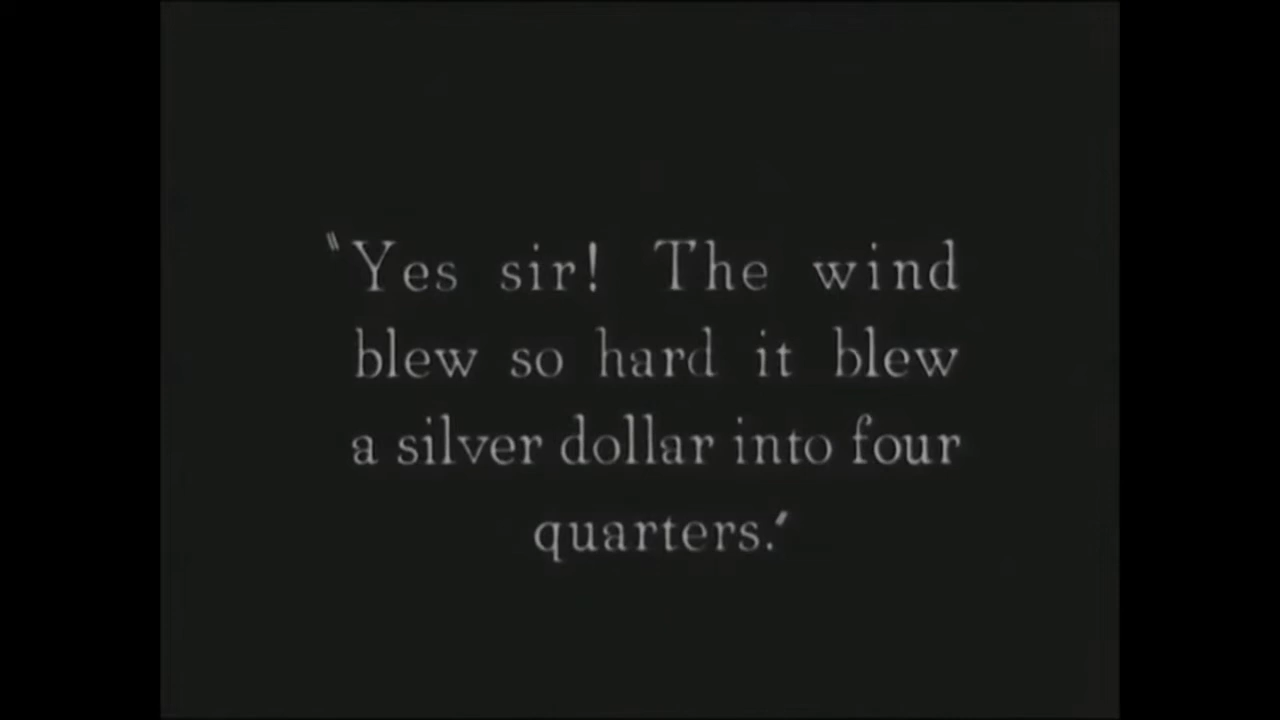 "Yes sir! The wind
blew so hard it blew
a silver dollar into four
quarters."